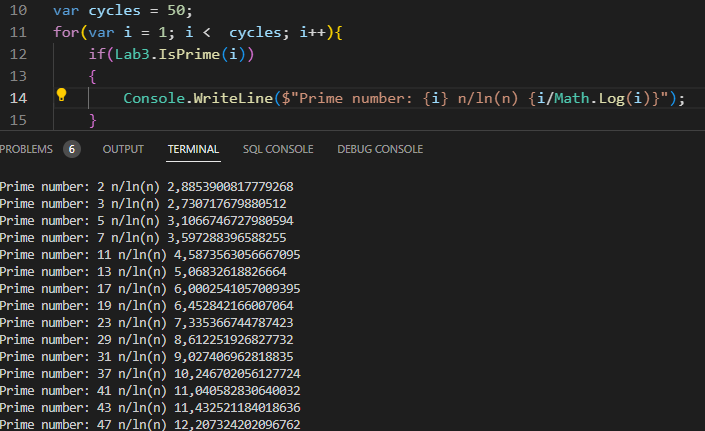 10 var cycles = 50;
11 for(var i = 1; i <  cycles; i++){
12     if(Lab3.IsPrime(i))
13     {
14         Console.WriteLine($"Prime number: {i} n/ln(n) {i/Math.Log(i)}");
15     }
PROBLEMS 6 OUTPUT TERMINAL SQL CONSOLE DEBUG CONSOLE
Prime number: 2 n/ln(n) 2,8853900817779268
Prime number: 3 n/ln(n) 2,730717679880512
Prime number: 5 n/ln(n) 3,1066746727980594
Prime number: 7 n/ln(n) 3,597288396588255
Prime number: 11 n/ln(n) 4,5873563056667095
Prime number: 13 n/ln(n) 5,06832618826664
Prime number: 17 n/ln(n) 6,0002541057009395
Prime number: 19 n/ln(n) 6,452842166007064
Prime number: 23 n/ln(n) 7,335366744787423
Prime number: 29 n/ln(n) 8,612251926827732
Prime number: 31 n/ln(n) 9,027406962818835
Prime number: 37 n/ln(n) 10,246702056127724
Prime number: 41 n/ln(n) 11,040582830640032
Prime number: 43 n/ln(n) 11,432521184018636
Prime number: 47 n/ln(n) 12,207324202096762